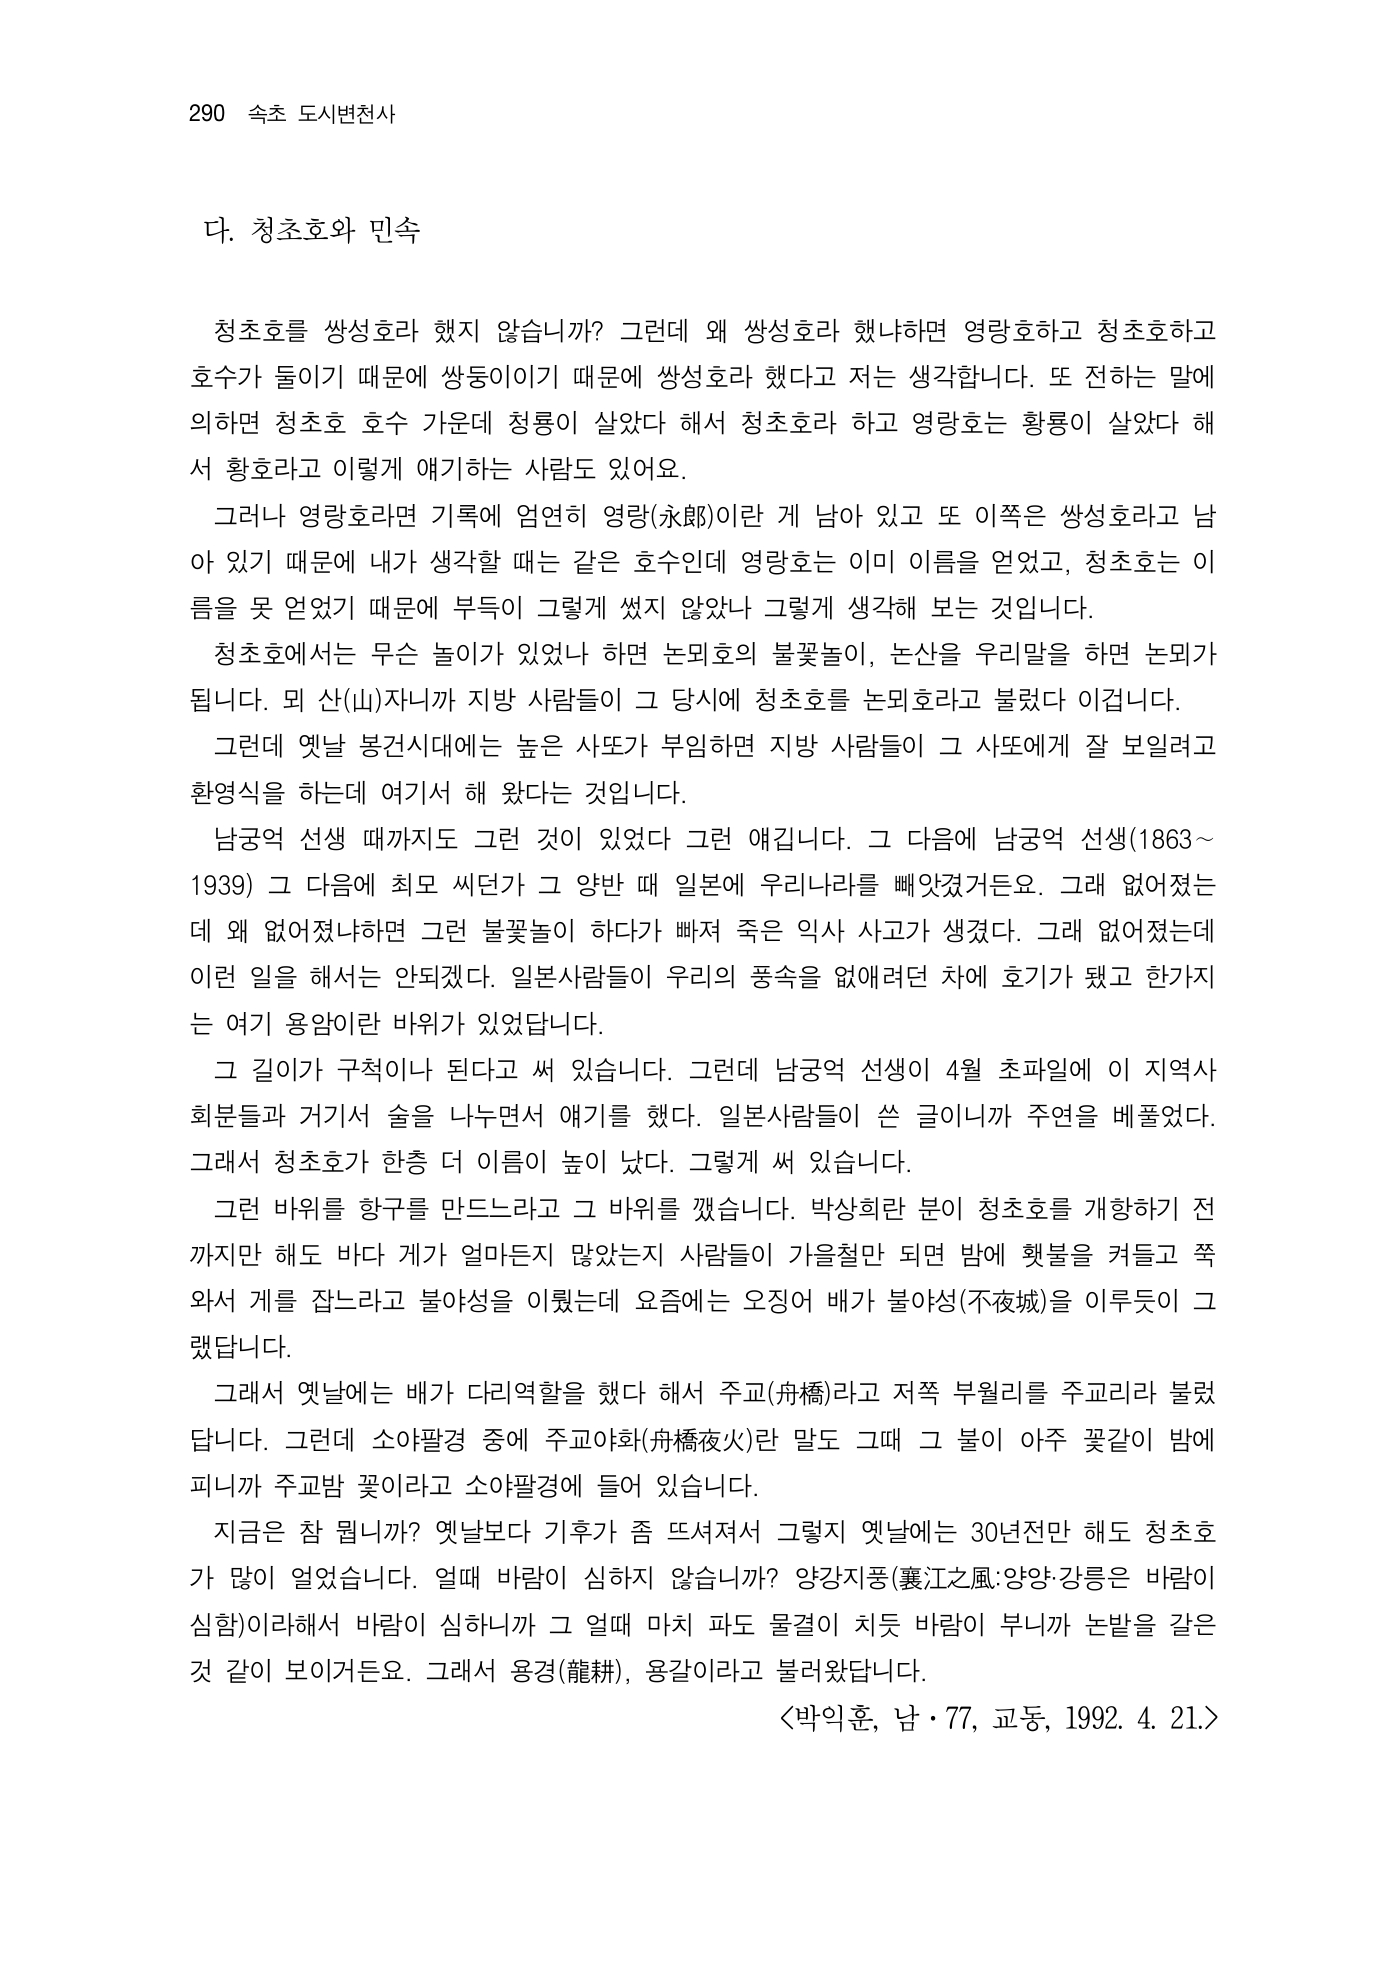 290 속초 도시변천사
다. 청초호와 민속
청초호를 쌍성호라 했지 않습니까? 그런데 왜 쌍성호라 했냐하면 영랑호하고 청초호하고
호수가 둘이기 때문에 쌍둥이이기 때문에 쌍성호라 했다고 저는 생각합니다. 또 전하는 말에
의하면 청초호 호수 가운데 청룡이 살았다 해서 청초호라 하고 영랑호는 황룡이 살았다 해
서 황호라고 이렇게 얘기하는 사람도 있어요.
그러나 영랑호라면 기록에 엄연히 영랑(永郎)이란 게 남아 있고 또 이쪽은 쌍성호라고 남
아 있기 때문에 내가 생각할 때는 같은 호수인데 영랑호는 이미 이름을 얻었고, 청초호는 이
름을 못 얻었기 때문에 부득이 그렇게 썼지 않았나 그렇게 생각해 보는 것입니다.
청초호에서는 무슨 놀이가 있었나 하면 논뫼호의 불꽃놀이, 논산을 우리말을 하면 논뫼가
됩니다. 뫼 산(山)자니까 지방 사람들이 그 당시에 청초호를 논뫼호라고 불렀다 이겁니다.
그런데 옛날 봉건시대에는 높은 사또가 부임하면 지방 사람들이 그 사또에게 잘 보일려고
환영식을 하는데 여기서 해 왔다는 것입니다.
남궁억 선생 때까지도 그런 것이 있었다 그런 얘깁니다. 그 다음에 남궁억 선생(1863～
1939) 그 다음에 최모 씨던가 그 양반 때 일본에 우리나라를 빼앗겼거든요. 그래 없어졌는
데 왜 없어졌냐하면 그런 불꽃놀이 하다가 빠져 죽은 익사 사고가 생겼다. 그래 없어졌는데
이런 일을 해서는 안되겠다. 일본사람들이 우리의 풍속을 없애려던 차에 호기가 됐고 한가지
는 여기 용암이란 바위가 있었답니다.
그 길이가 구척이나 된다고 써 있습니다. 그런데 남궁억 선생이 4월 초파일에 이 지역사
회분들과 거기서 술을 나누면서 얘기를 했다. 일본사람들이 쓴 글이니까 주연을 베풀었다.
그래서 청초호가 한층 더 이름이 높이 났다. 그렇게 써 있습니다.
그런 바위를 항구를 만드느라고 그 바위를 깼습니다. 박상희란 분이 청초호를 개항하기 전
까지만 해도 바다 게가 얼마든지 많았는지 사람들이 가을철만 되면 밤에 횃불을 켜들고 쭉
와서 게를 잡느라고 불야성을 이뤘는데 요즘에는 오징어 배가 불야성(不夜城)을 이루듯이 그
랬답니다.
그래서 옛날에는 배가 다리역할을 했다 해서 주교(舟橋)라고 저쪽 부월리를 주교리라 불렀
답니다. 그런데 소야팔경 중에 주교야화(舟橋夜火)란 말도 그때 그 불이 아주 꽃같이 밤에
피니까 주교밤 꽃이라고 소야팔경에 들어 있습니다.
지금은 참 뭡니까? 옛날보다 기후가 좀 뜨셔져서 그렇지 옛날에는 30년전만 해도 청초호
가 많이 얼었습니다. 얼때 바람이 심하지 않습니까? 양강지풍(襄江之風:양양·강릉은 바람이
심함)이라해서 바람이 심하니까 그 얼때 마치 파도 물결이 치듯 바람이 부니까 논밭을 갈은
것 같이 보이거든요. 그래서 용경(龍耕), 용갈이라고 불러왔답니다.
<박익훈, 남·77, 교동, 1992. 4. 21.>